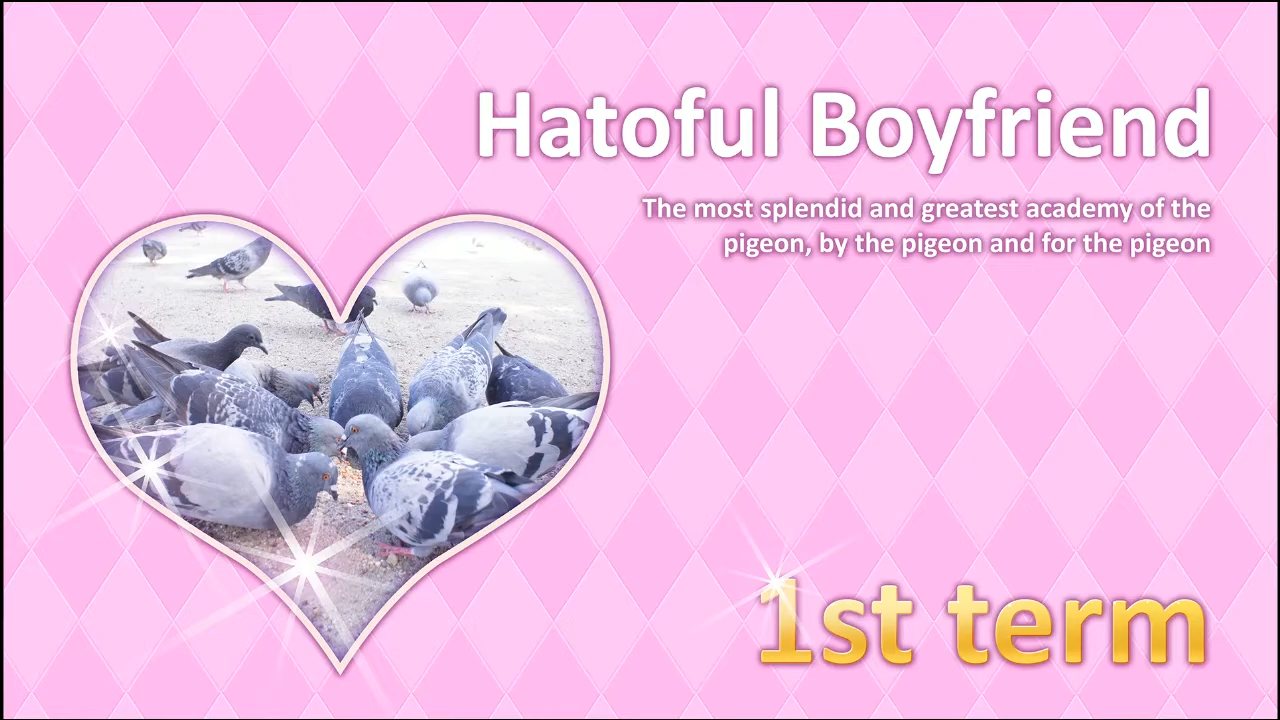 Hatoful Boyfriend
The most splendid and greatest academy of the
pigeon, by the pigeon and for the pigeon
1st term